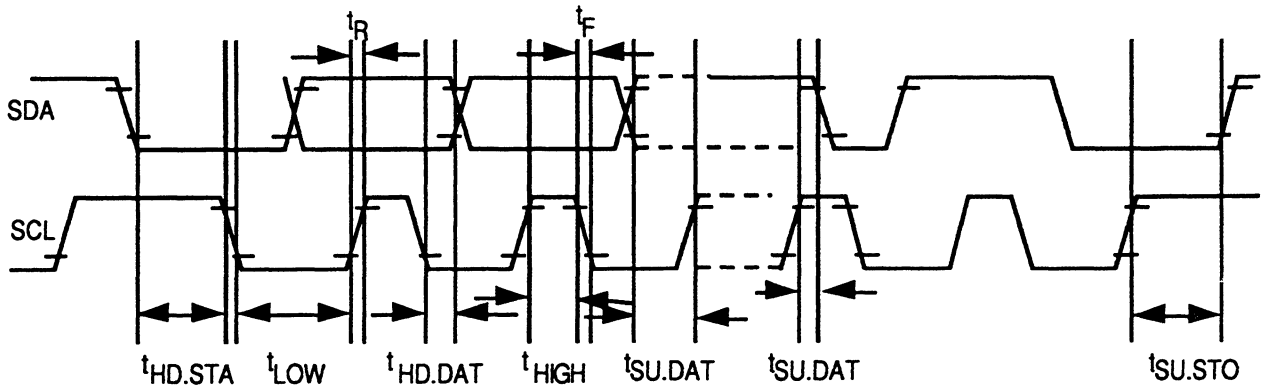 tR
tF
SDA
SCL
tHD.STA
tLOW
tHD.DAT
tHIGH
tSU.DAT
tSU.DAT
tSU.STO